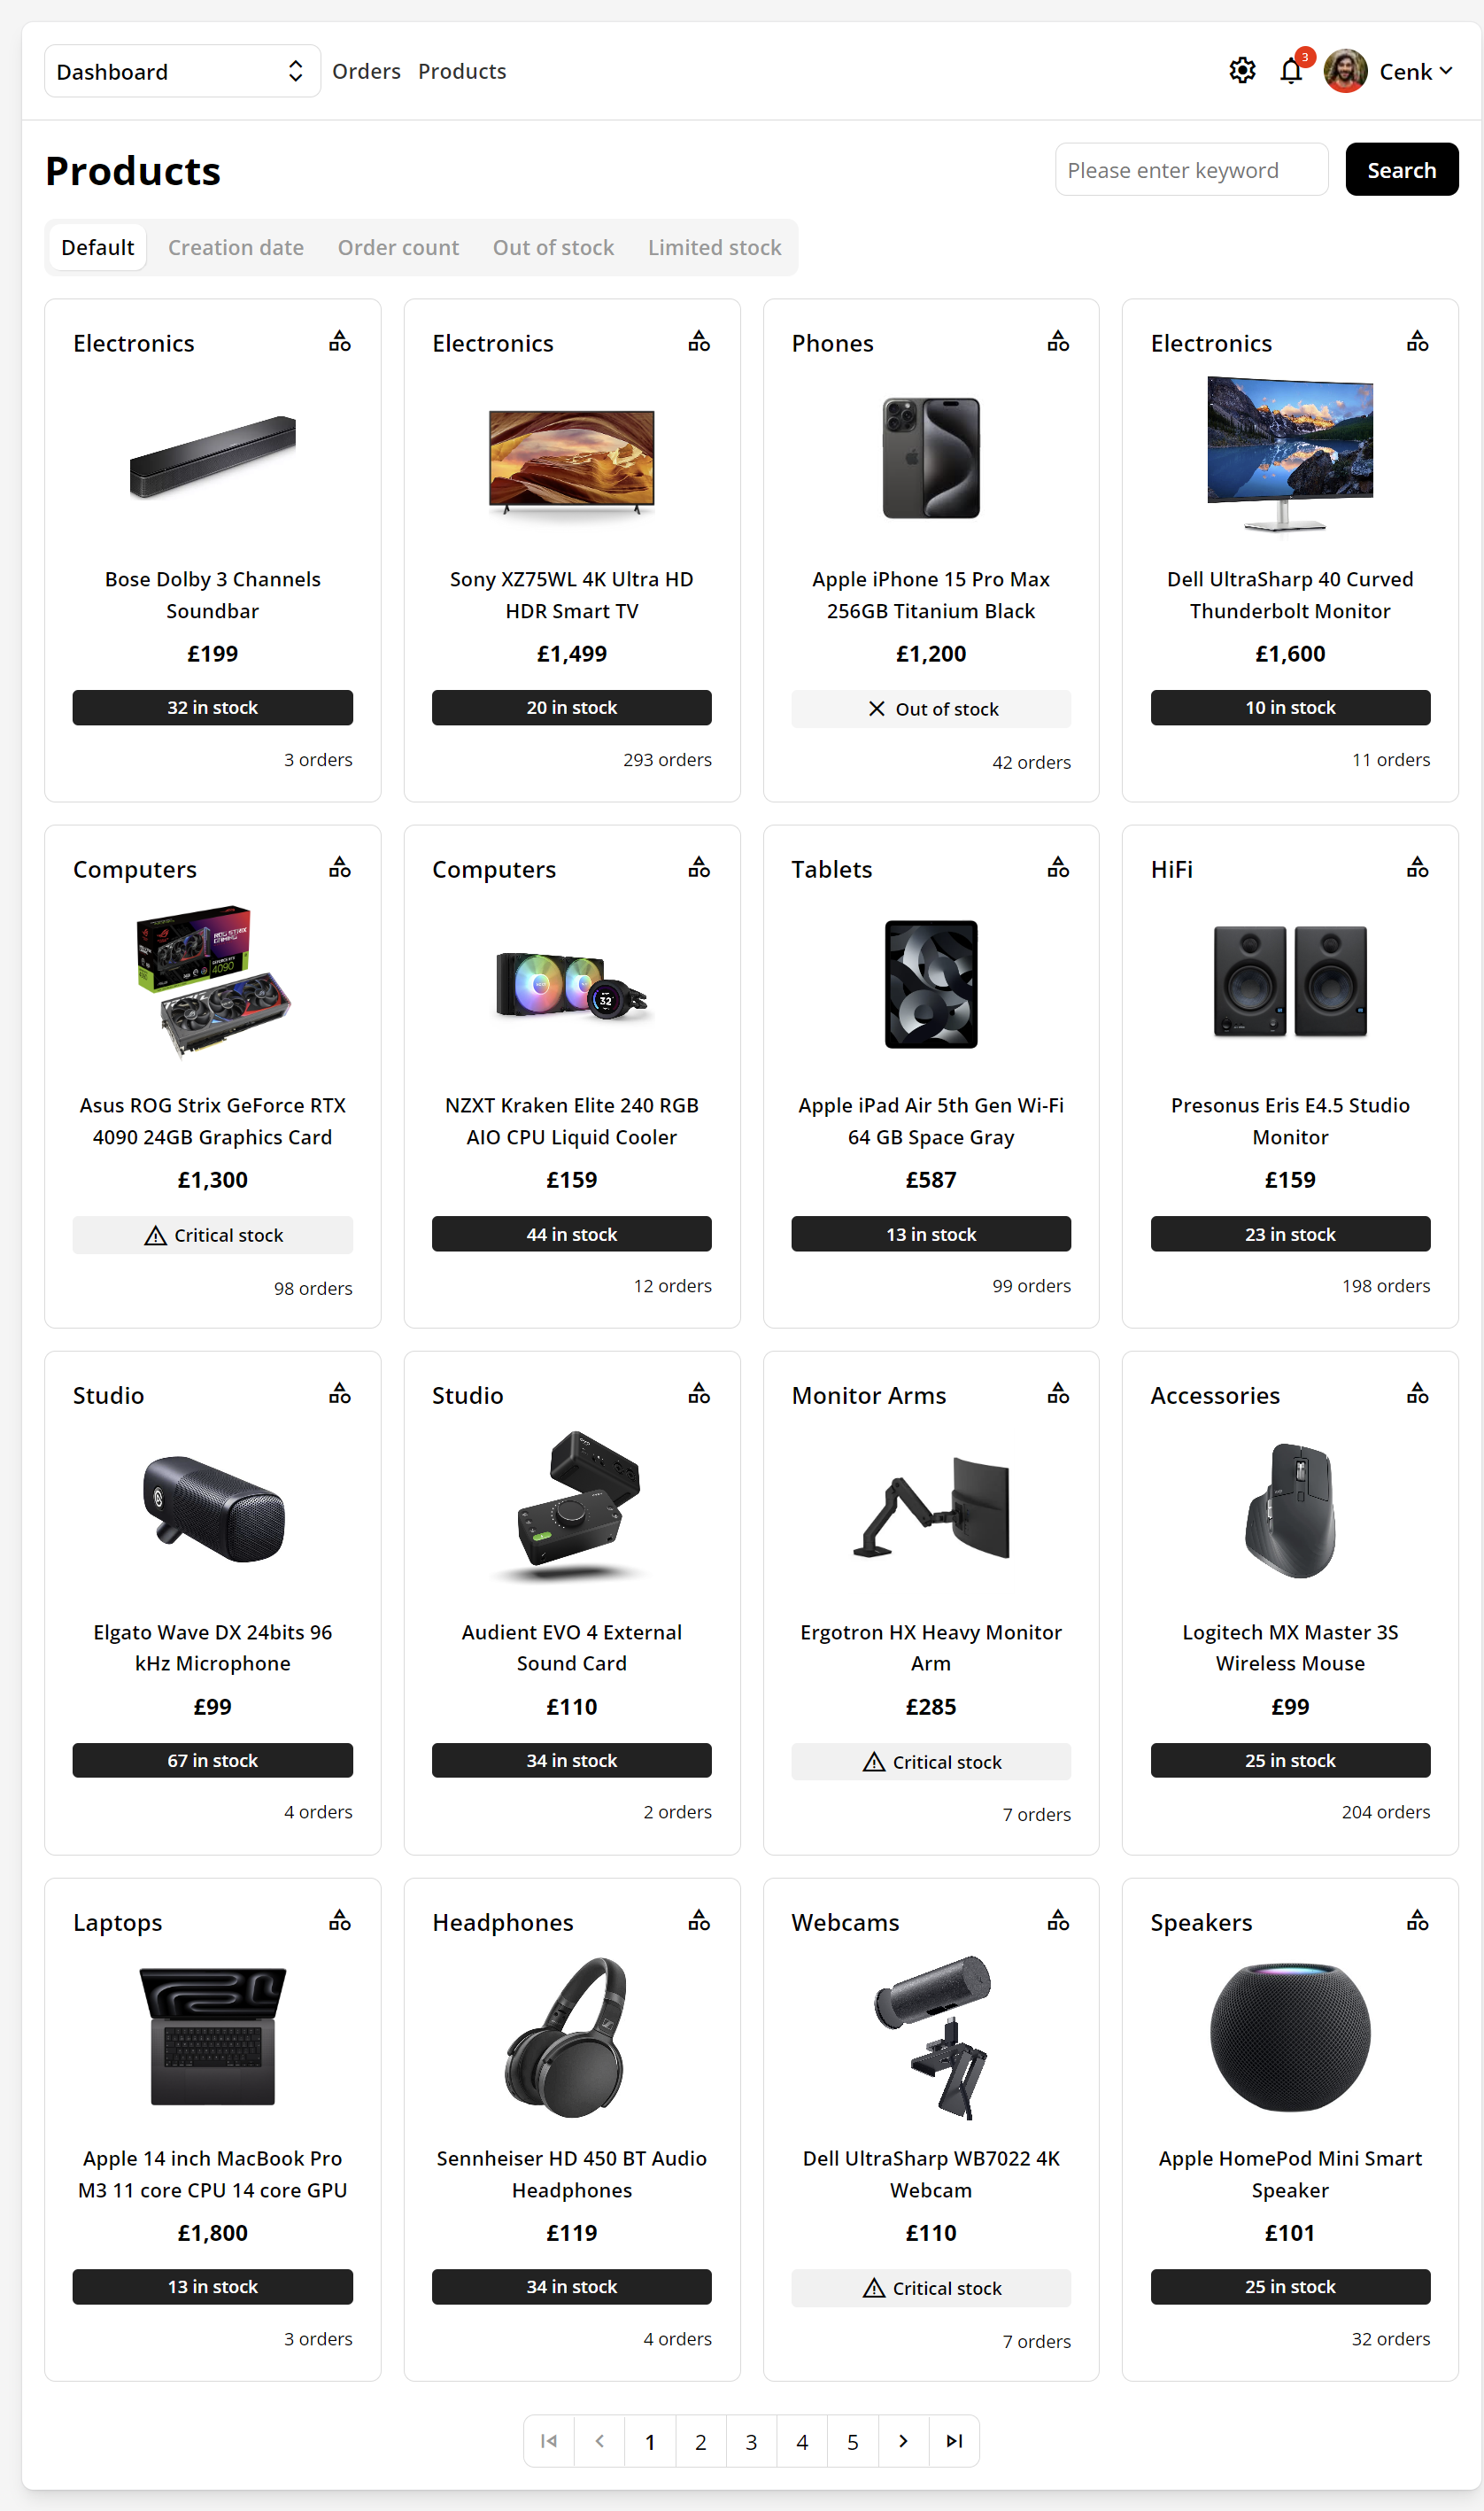 Dashboard
Orders
Products
3
Cenk
Products
Please enter keyword
Search
Default
Creation date
Order count
Out of stock
Limited stock
Electronics
Bose Dolby 3 Channels
Soundbar
£199
32 in stock
3 orders
Electronics
Sony XZ75WL 4K Ultra HD
HDR Smart TV
£1,499
20 in stock
293 orders
Phones
Apple iPhone 15 Pro Max
256GB Titanium Black
£1,200
Out of stock
42 orders
Electronics
Dell UltraSharp 40 Curved
Thunderbolt Monitor
£1,600
10 in stock
11 orders
Computers
ROG STRIX
GAMING
4090
Asus ROG Strix GeForce RTX
4090 24GB Graphics Card
£1,300
Critical stock
98 orders
Computers
32
NZXT Kraken Elite 240 RGB
AIO CPU Liquid Cooler
£159
44 in stock
12 orders
Tablets
Apple iPad Air 5th Gen Wi-Fi
64 GB Space Gray
£587
13 in stock
99 orders
HiFi
Presonus Eris E4.5 Studio
Monitor
£159
23 in stock
198 orders
Studio
Elgato Wave DX 24bits 96
kHz Microphone
£99
67 in stock
4 orders
Studio
Audient EVO 4 External
Sound Card
£110
34 in stock
2 orders
Monitor Arms
Ergotron HX Heavy Monitor
Arm
£285
Critical stock
7 orders
Accessories
Logitech MX Master 3S
Wireless Mouse
£99
25 in stock
204 orders
Laptops
Apple 14 inch MacBook Pro
M3 11 core CPU 14 core GPU
£1,800
13 in stock
3 orders
Headphones
Sennheiser HD 450 BT Audio
Headphones
£119
34 in stock
4 orders
Webcams
Dell UltraSharp WB7022 4K
Webcam
£110
Critical stock
7 orders
Speakers
Apple HomePod Mini Smart
Speaker
£101
25 in stock
32 orders
1
2
3
4
5